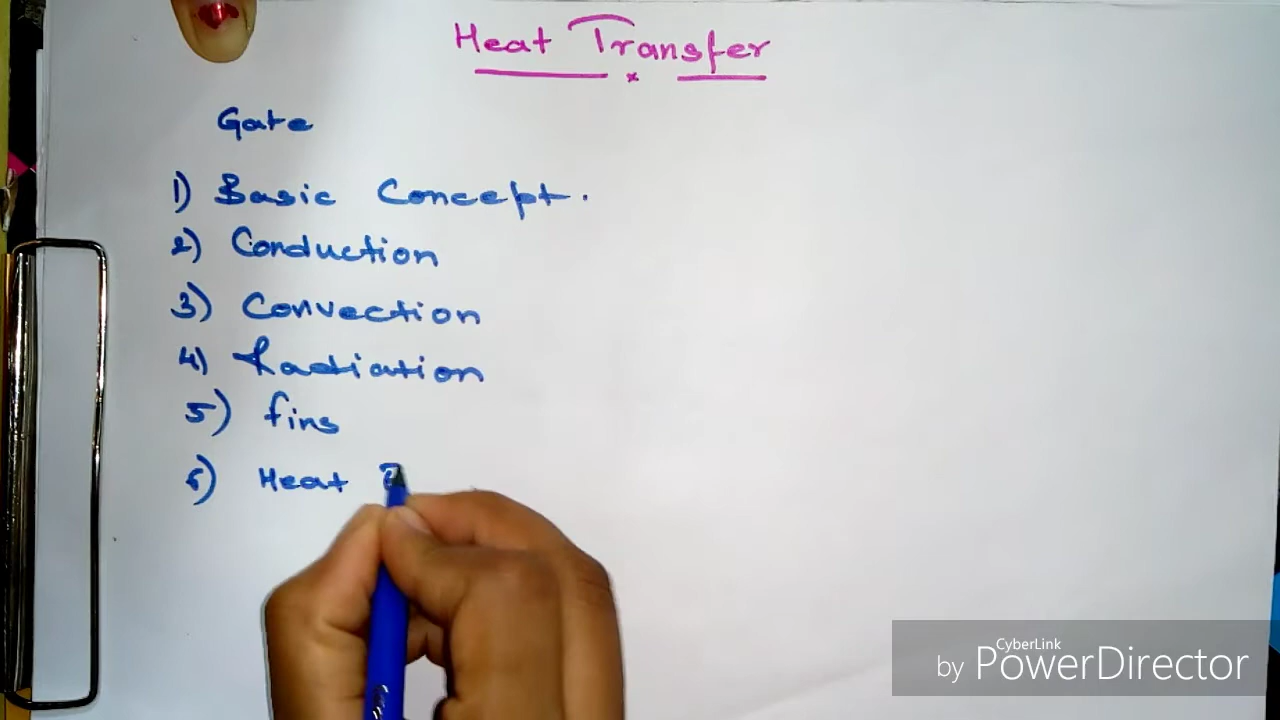 Heat Transfer
Gate
1) Basic Concept.
2) Conduction
3) Convection
4) Radiation
5) fins
6) Heat
CyberLink
by PowerDirector